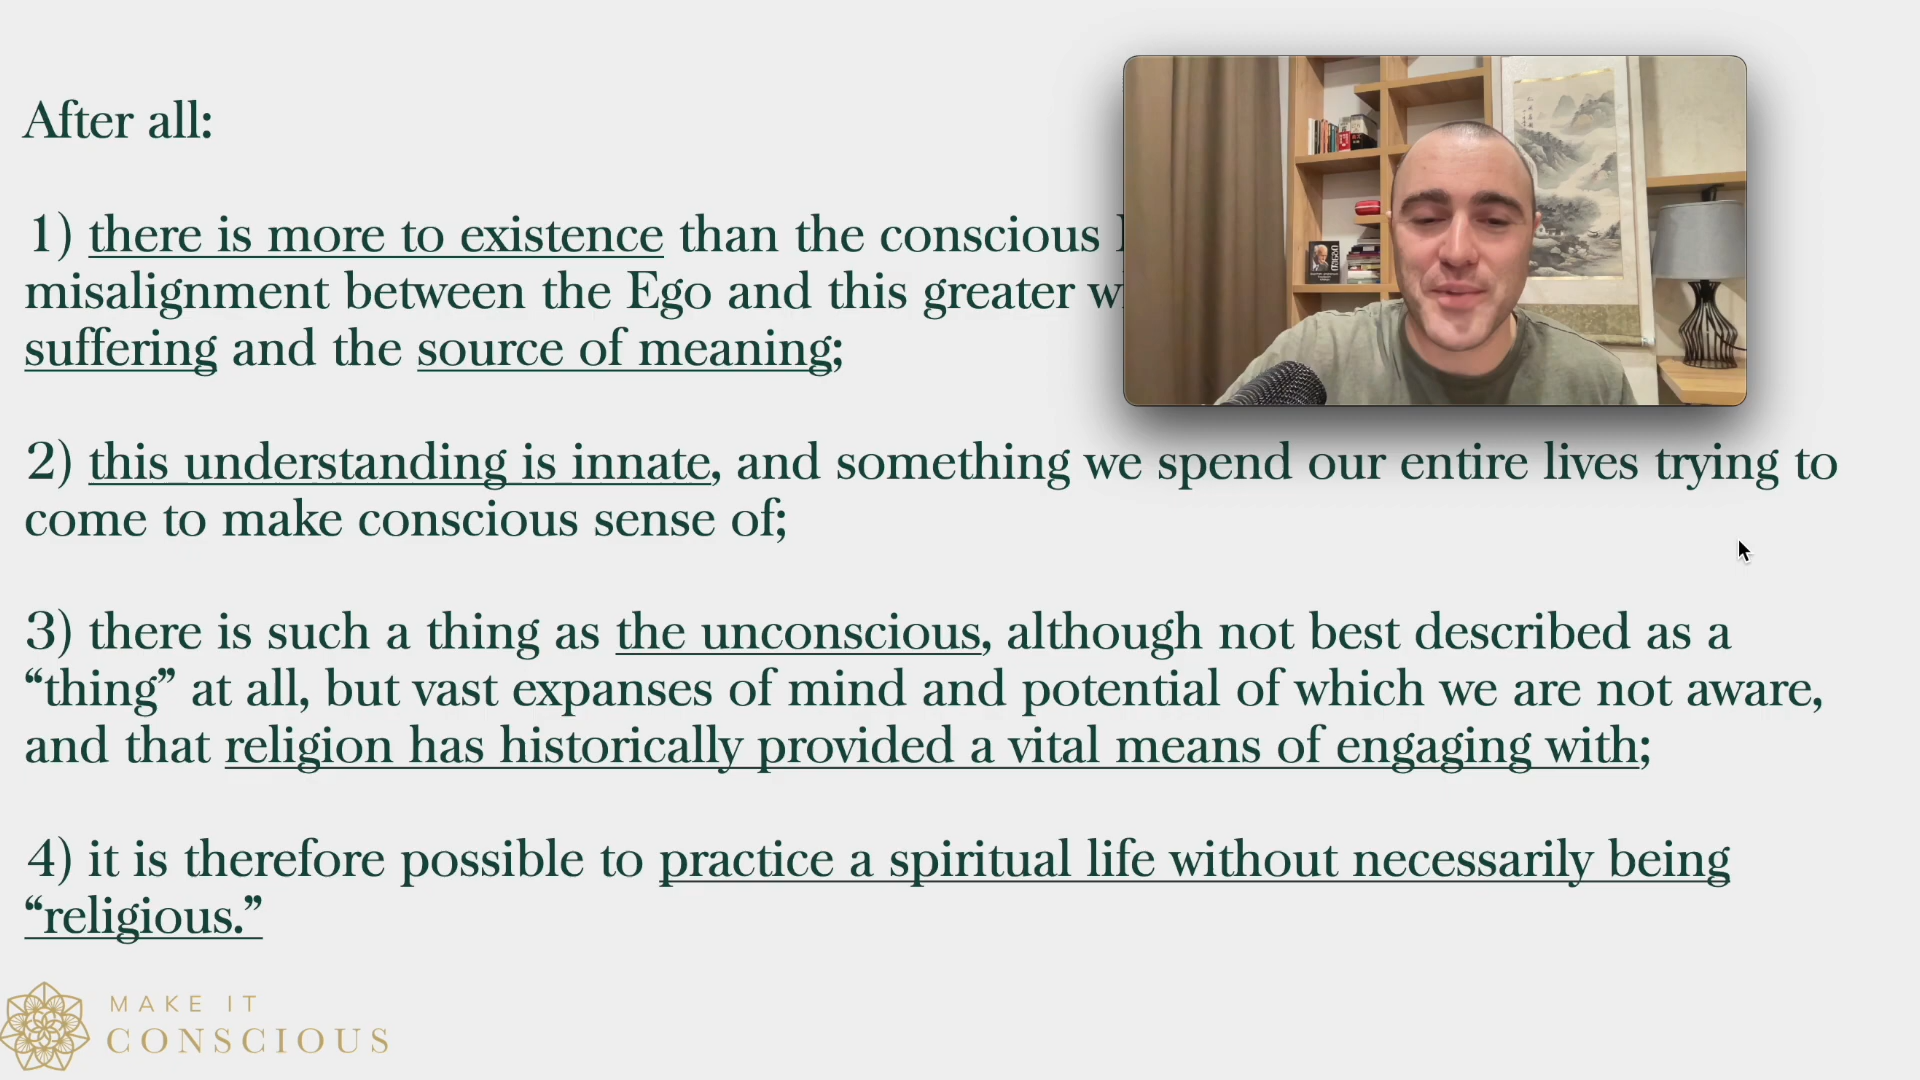 After all:
1) there is more to existence than the conscious
misalignment between the Ego and this greater
suffering and the source of meaning;
2) this understanding is innate, and something we spend our entire lives trying to
come to make conscious sense of;
3) there is such a thing as the unconscious, although not best described as a
“thing” at all, but vast expanses of mind and potential of which we are not aware,
and that religion has historically provided a vital means of engaging with;
4) it is therefore possible to practice a spiritual life without necessarily being
“religious.”
MAKE IT
CONSCIOUS